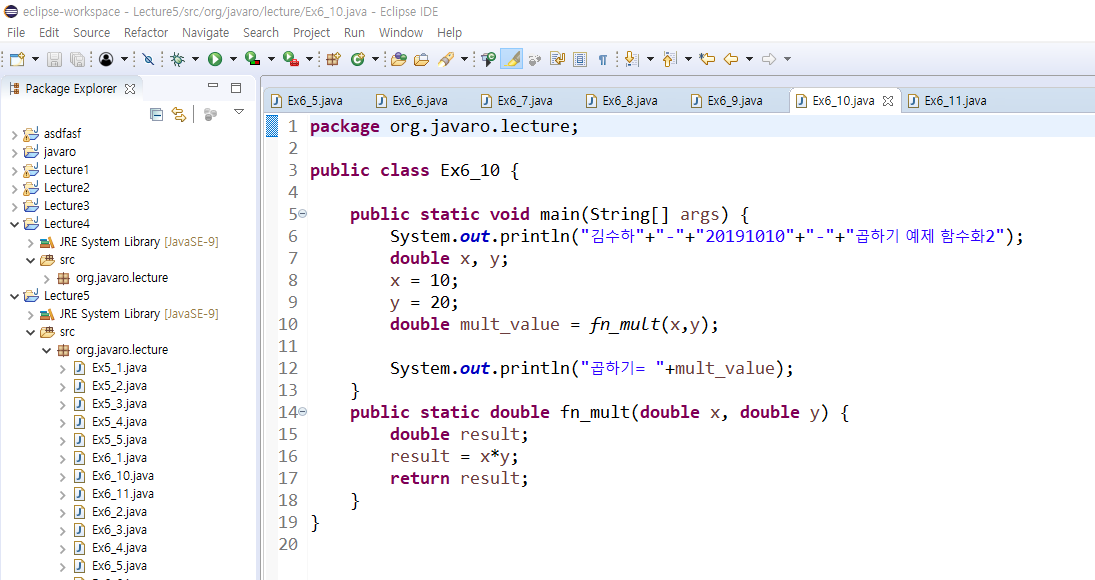 eclipse-workspace - Lecture5/src/org/javaro/lecture/Ex6_10.java - Eclipse IDE
File Edit Source Refactor Navigate Search Project Run Window Help
Package Explorer
asdfasf
javaro
Lecture1
Lecture2
Lecture3
Lecture4
JRE System Library [JavaSE-9]
src
org.javaro.lecture
Lecture5
JRE System Library [JavaSE-9]
src
org.javaro.lecture
Ex5_1.java
Ex5_2.java
Ex5_3.java
Ex5_4.java
Ex5_5.java
Ex6_1.java
Ex6_10.java
Ex6_11.java
Ex6_2.java
Ex6_3.java
Ex6_4.java
Ex6_5.java
Ex6_5.java Ex6_6.java Ex6_7.java Ex6_8.java Ex6_9.java Ex6_10.java Ex6_11.java
1 package org.javaro.lecture;
2
3 public class Ex6_10 {
4
5 public static void main(String[] args) {
6 System.out.println("김수하"+"-"+"20191010"+"-"+"곱하기 예제 함수화2");
7 double x, y;
8 x = 10;
9 y = 20;
10 double mult_value = fn_mult(x,y);
11
12 System.out.println("곱하기= "+mult_value);
13 }
14 public static double fn_mult(double x, double y) {
15 double result;
16 result = x*y;
17 return result;
18 }
19 }
20